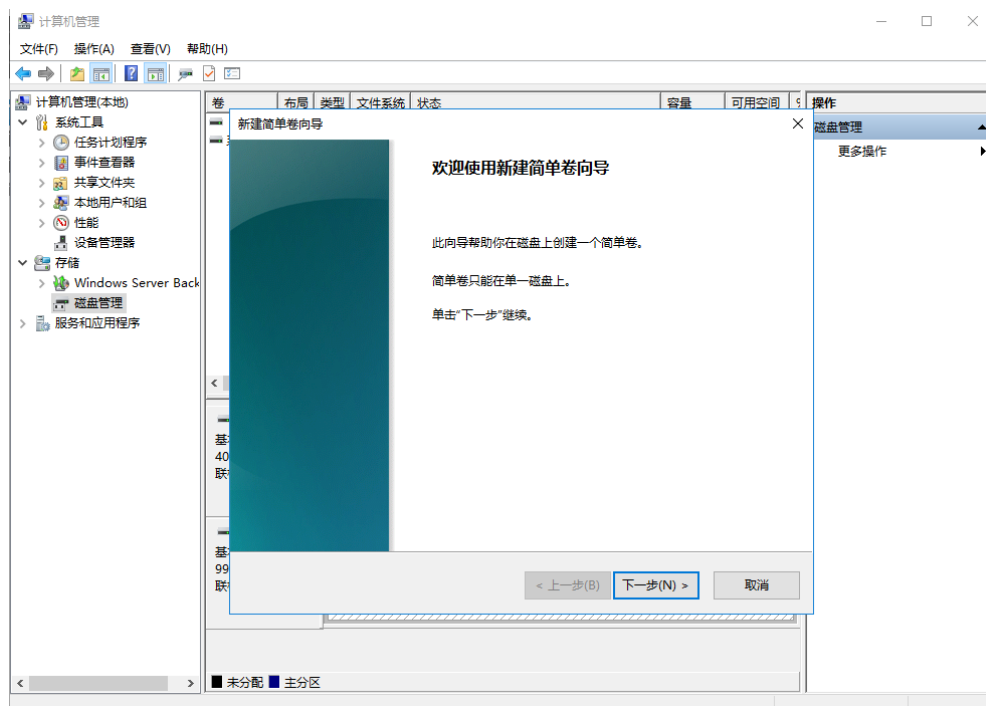 计算机管理
文件(F) 操作(A) 查看(V) 帮助(H)
计算机管理(本地)
系统工具
任务计划程序
事件查看器
共享文件夹
本地用户和组
性能
设备管理器
存储
Windows Server Back
磁盘管理
服务和应用程序
卷 布局 类型 文件系统 状态 容量 可用空间
新建简单卷向导
欢迎使用新建简单卷向导
此向导帮助你在磁盘上创建一个简单卷。
简单卷只能在单一磁盘上。
单击"下一步"继续。
< 上一步(B) 下一步(N) > 取消
40
99
未分配 主分区
操作
磁盘管理
更多操作